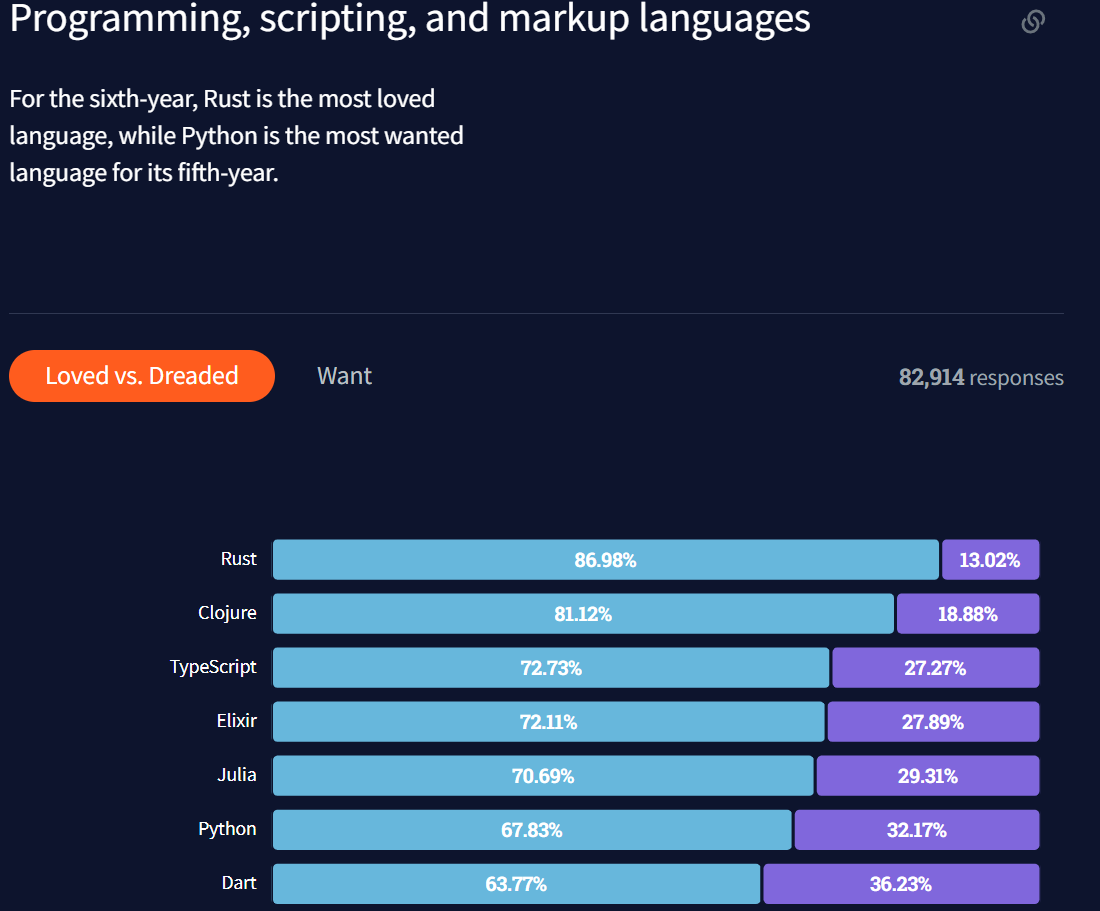 Programming, scripting, and markup languages
For the sixth-year, Rust is the most loved
language, while Python is the most wanted
language for its fifth-year.
Loved vs. Dreaded Want 82,914 responses
Rust 86.98% 13.02%
Clojure 81.12% 18.88%
TypeScript 72.73% 27.27%
Elixir 72.11% 27.89%
Julia 70.69% 29.31%
Python 67.83% 32.17%
Dart 63.77% 36.23%